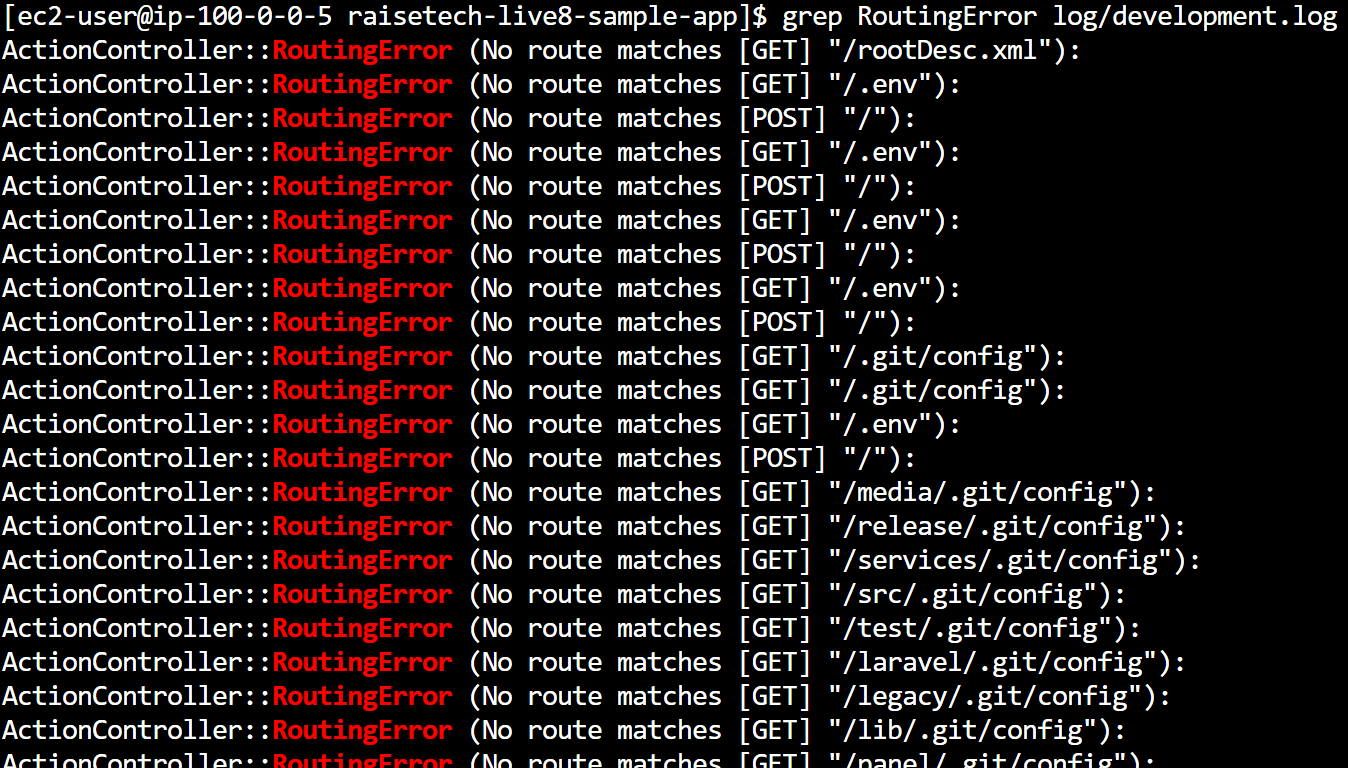 [ec2-user@ip-100-0-0-5 raisetech-live8-sample-app]$ grep RoutingError log/development.log
ActionController::RoutingError (No route matches [GET] "/rootDesc.xml"):
ActionController::RoutingError (No route matches [GET] "/.env"):
ActionController::RoutingError (No route matches [POST] "/"):
ActionController::RoutingError (No route matches [GET] "/.env"):
ActionController::RoutingError (No route matches [POST] "/"):
ActionController::RoutingError (No route matches [GET] "/.env"):
ActionController::RoutingError (No route matches [POST] "/"):
ActionController::RoutingError (No route matches [GET] "/.env"):
ActionController::RoutingError (No route matches [POST] "/"):
ActionController::RoutingError (No route matches [GET] "/.git/config"):
ActionController::RoutingError (No route matches [GET] "/.git/config"):
ActionController::RoutingError (No route matches [GET] "/.env"):
ActionController::RoutingError (No route matches [POST] "/"):
ActionController::RoutingError (No route matches [GET] "/media/.git/config"):
ActionController::RoutingError (No route matches [GET] "/release/.git/config"):
ActionController::RoutingError (No route matches [GET] "/services/.git/config"):
ActionController::RoutingError (No route matches [GET] "/src/.git/config"):
ActionController::RoutingError (No route matches [GET] "/test/.git/config"):
ActionController::RoutingError (No route matches [GET] "/laravel/.git/config"):
ActionController::RoutingError (No route matches [GET] "/legacy/.git/config"):
ActionController::RoutingError (No route matches [GET] "/lib/.git/config"):
ActionController::RoutingError (No route matches [GET] "/panel/.git/config"):